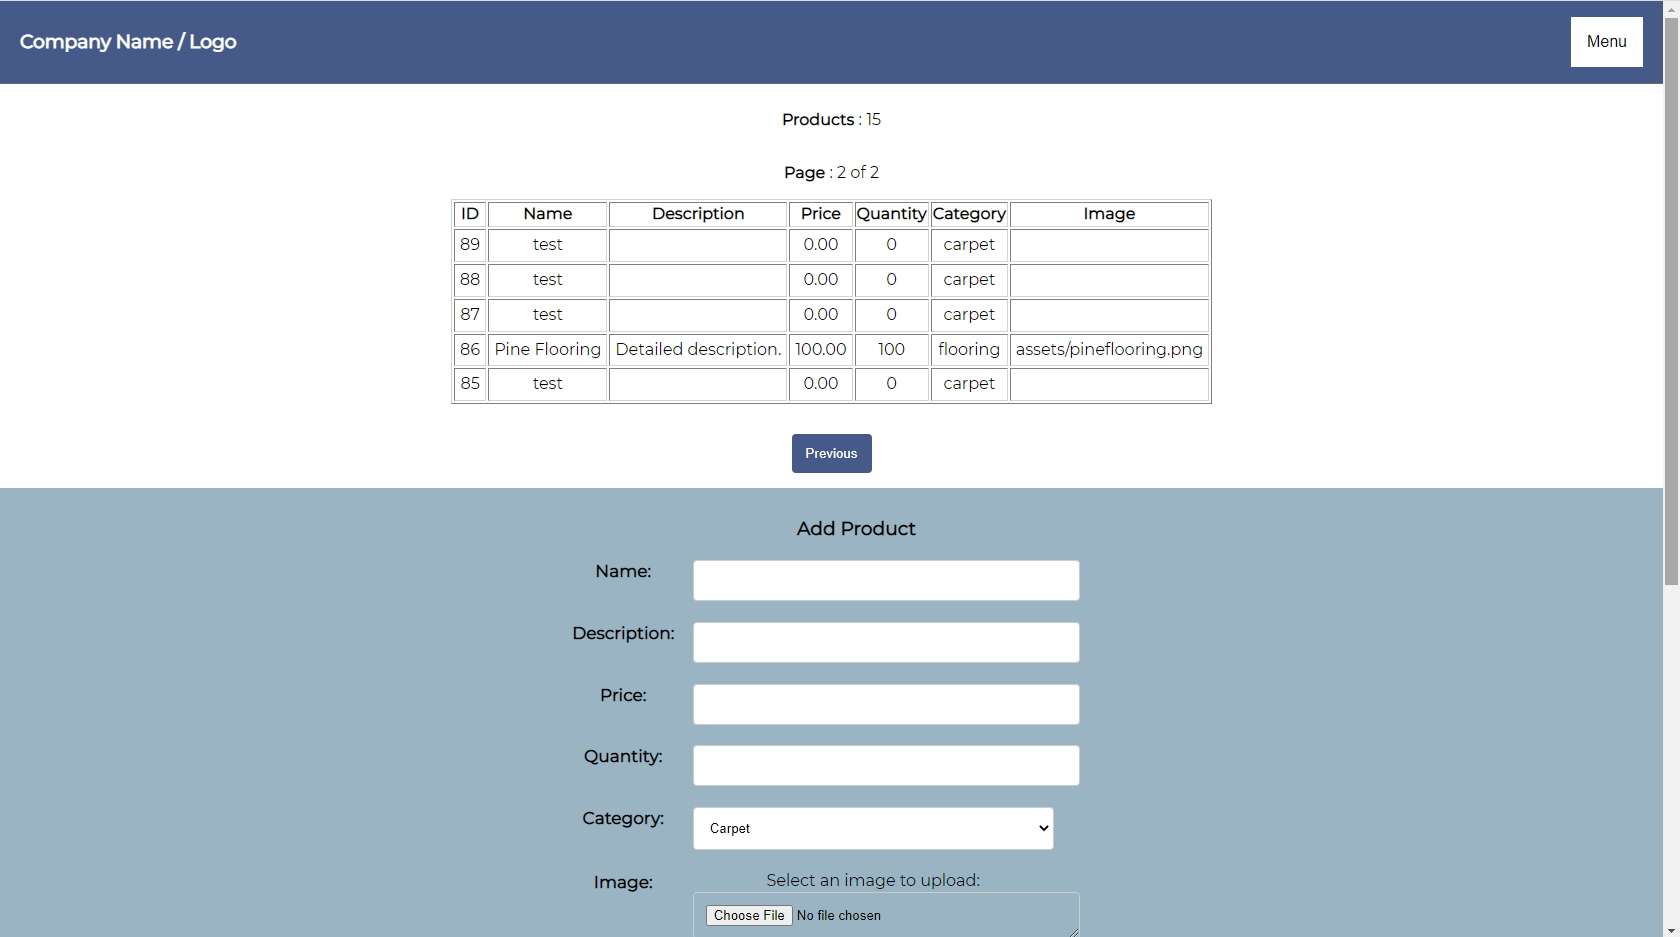 Company Name / Logo
Menu
Products : 15
Page : 2 of 2
ID Name Description Price Quantity Category Image
89 test 0.00 0 carpet
88 test 0.00 0 carpet
87 test 0.00 0 carpet
86 Pine Flooring Detailed description. 100.00 100 flooring assets/pineflooring.png
85 test 0.00 0 carpet
Previous
Add Product
Name:
Description:
Price:
Quantity:
Category: Carpet
Image: Select an image to upload:
Choose File No file chosen